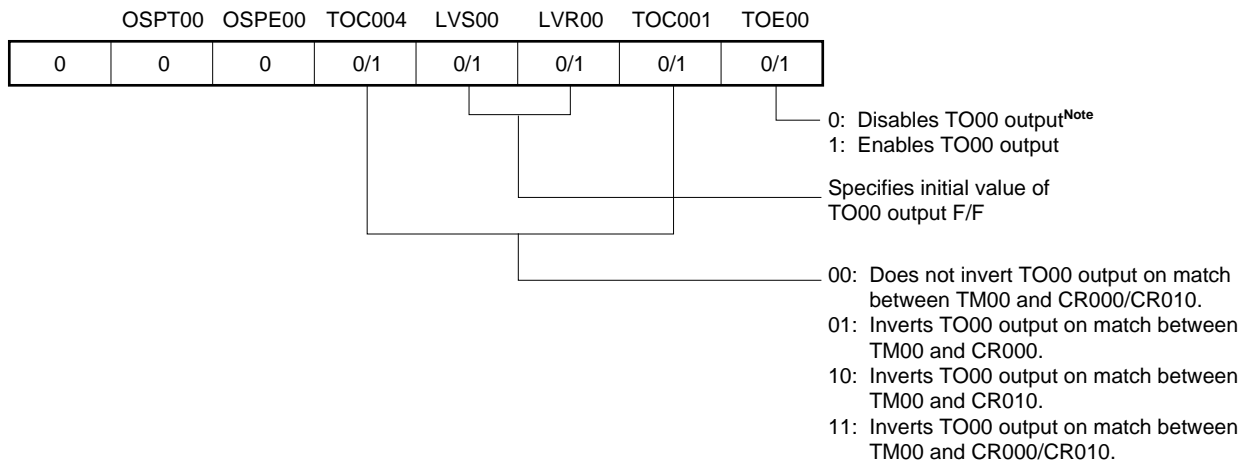 OSPT00 OSPE00 TOC004 LVS00 LVR00 TOC001 TOE00
0 0 0 0/1 0/1 0/1 0/1 0/1
0: Disables TO00 outputNote
1: Enables TO00 output
Specifies initial value of
TO00 output F/F
00: Does not invert TO00 output on match
between TM00 and CR000/CR010.
01: Inverts TO00 output on match between
TM00 and CR000.
10: Inverts TO00 output on match between
TM00 and CR010.
11: Inverts TO00 output on match between
TM00 and CR000/CR010.